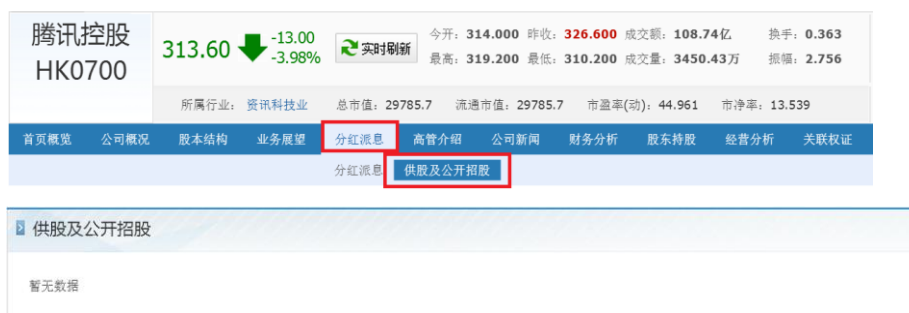 腾讯控股
HK0700
313.60 -13.00
-3.98%
实时刷新
今开: 314.000 昨收: 326.600 成交额: 108.74亿 换手: 0.363
最高: 319.200 最低: 310.200 成交量: 3450.43万 振幅: 2.756
所属行业: 资讯科技业 总市值: 29785.7 流通市值: 29785.7 市盈率(动): 44.961 市净率: 13.539
首页概览 公司概况 股本结构 业务展望 分红派息 高管介绍 公司新闻 财务分析 股东持股 经营分析 关联权证
分红派息 供股及公开招股
供股及公开招股
暂无数据